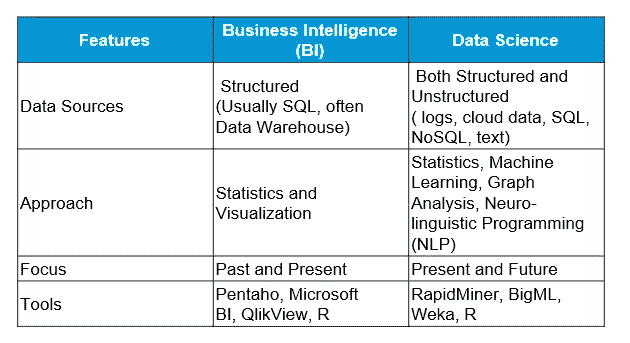 Features
Business Intelligence
(BI)
Data Science
Data Sources
Structured
(Usually SQL, often
Data Warehouse)
Both Structured and
Unstructured
( logs, cloud data, SQL,
NoSQL, text)
Approach
Statistics and
Visualization
Statistics, Machine
Learning, Graph
Analysis, Neuro-
linguistic Programming
(NLP)
Focus
Past and Present
Present and Future
Tools
Pentaho, Microsoft
BI, QlikView, R
RapidMiner, BigML,
Weka, R